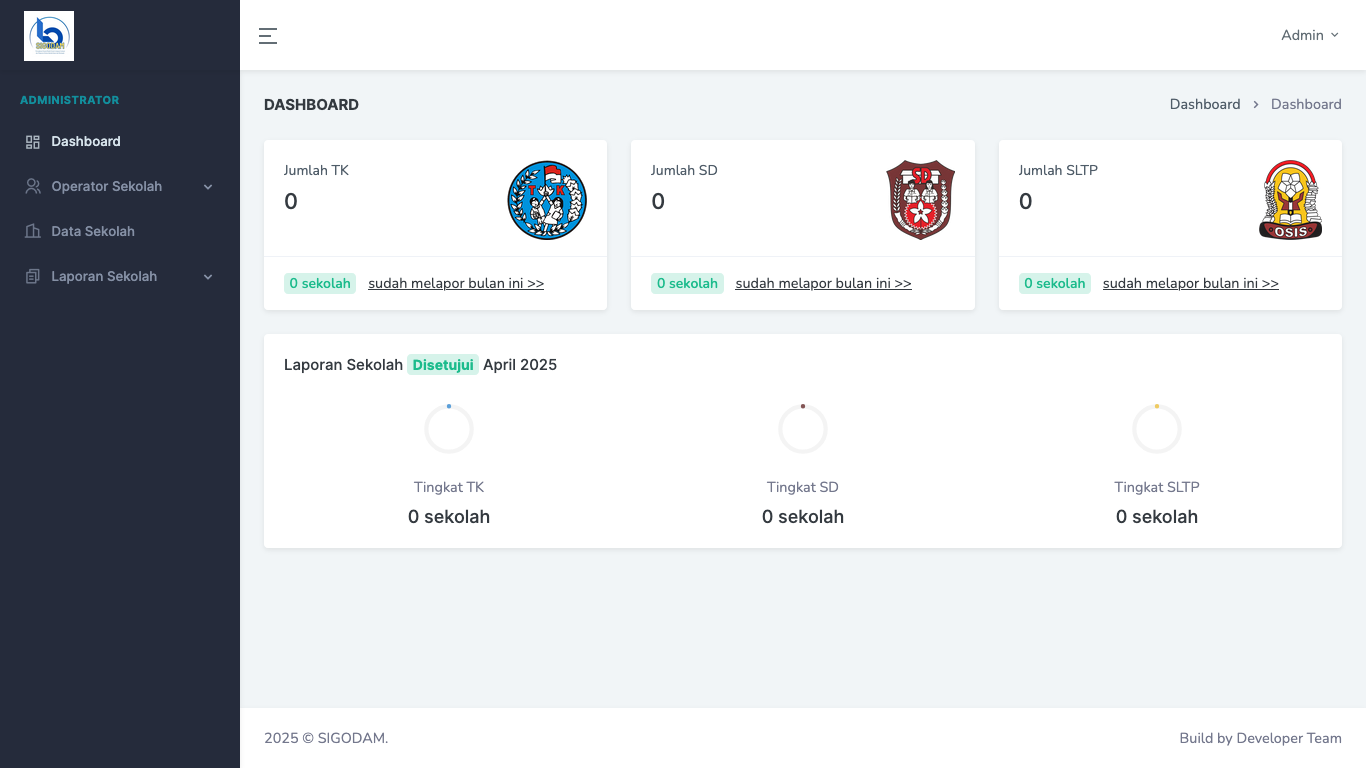 SIGODAM
Admin
ADMINISTRATOR
Dashboard
Operator Sekolah
Data Sekolah
Laporan Sekolah
DASHBOARD
Dashboard > Dashboard
Jumlah TK
0
TK
0 sekolah sudah melapor bulan ini >>
Jumlah SD
0
SD
0 sekolah sudah melapor bulan ini >>
Jumlah SLTP
0
OSIS
0 sekolah sudah melapor bulan ini >>
Laporan Sekolah Disetujui April 2025
Tingkat TK
0 sekolah
Tingkat SD
0 sekolah
Tingkat SLTP
0 sekolah
2025 © SIGODAM.
Build by Developer Team